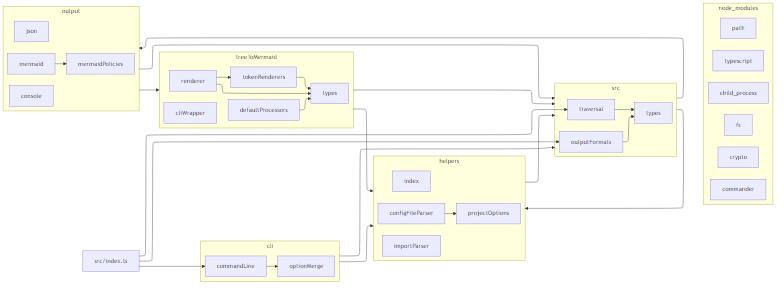 output
json
mermaid
mermaidPolicies
console
treeToMermaid
renderer
tokenRenderers
types
cliWrapper
defaultProcessors
src
traversal
types
outputFormats
node_modules
path
typescript
child_process
fs
crypto
commander
helpers
index
configFileParser
projectOptions
importParser
src/index.ts
cli
commandLine
optionMerge